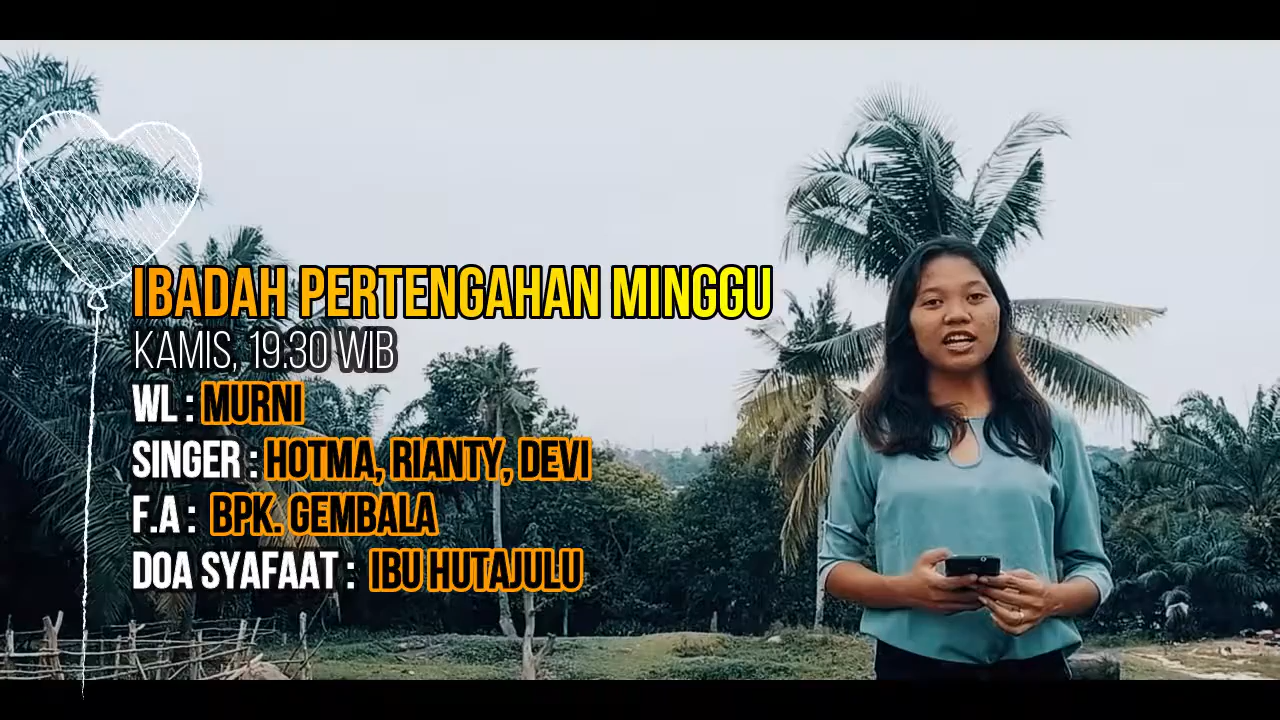 IBADAH PERTENGAHAN MINGGU
KAMIS, 19.30 WIB
WL : MURNI
SINGER : HOTMA, RIANTY, DEVI
F.A : BPK. GEMBALA
DOA SYAFAAT : IBU HUTAJULU